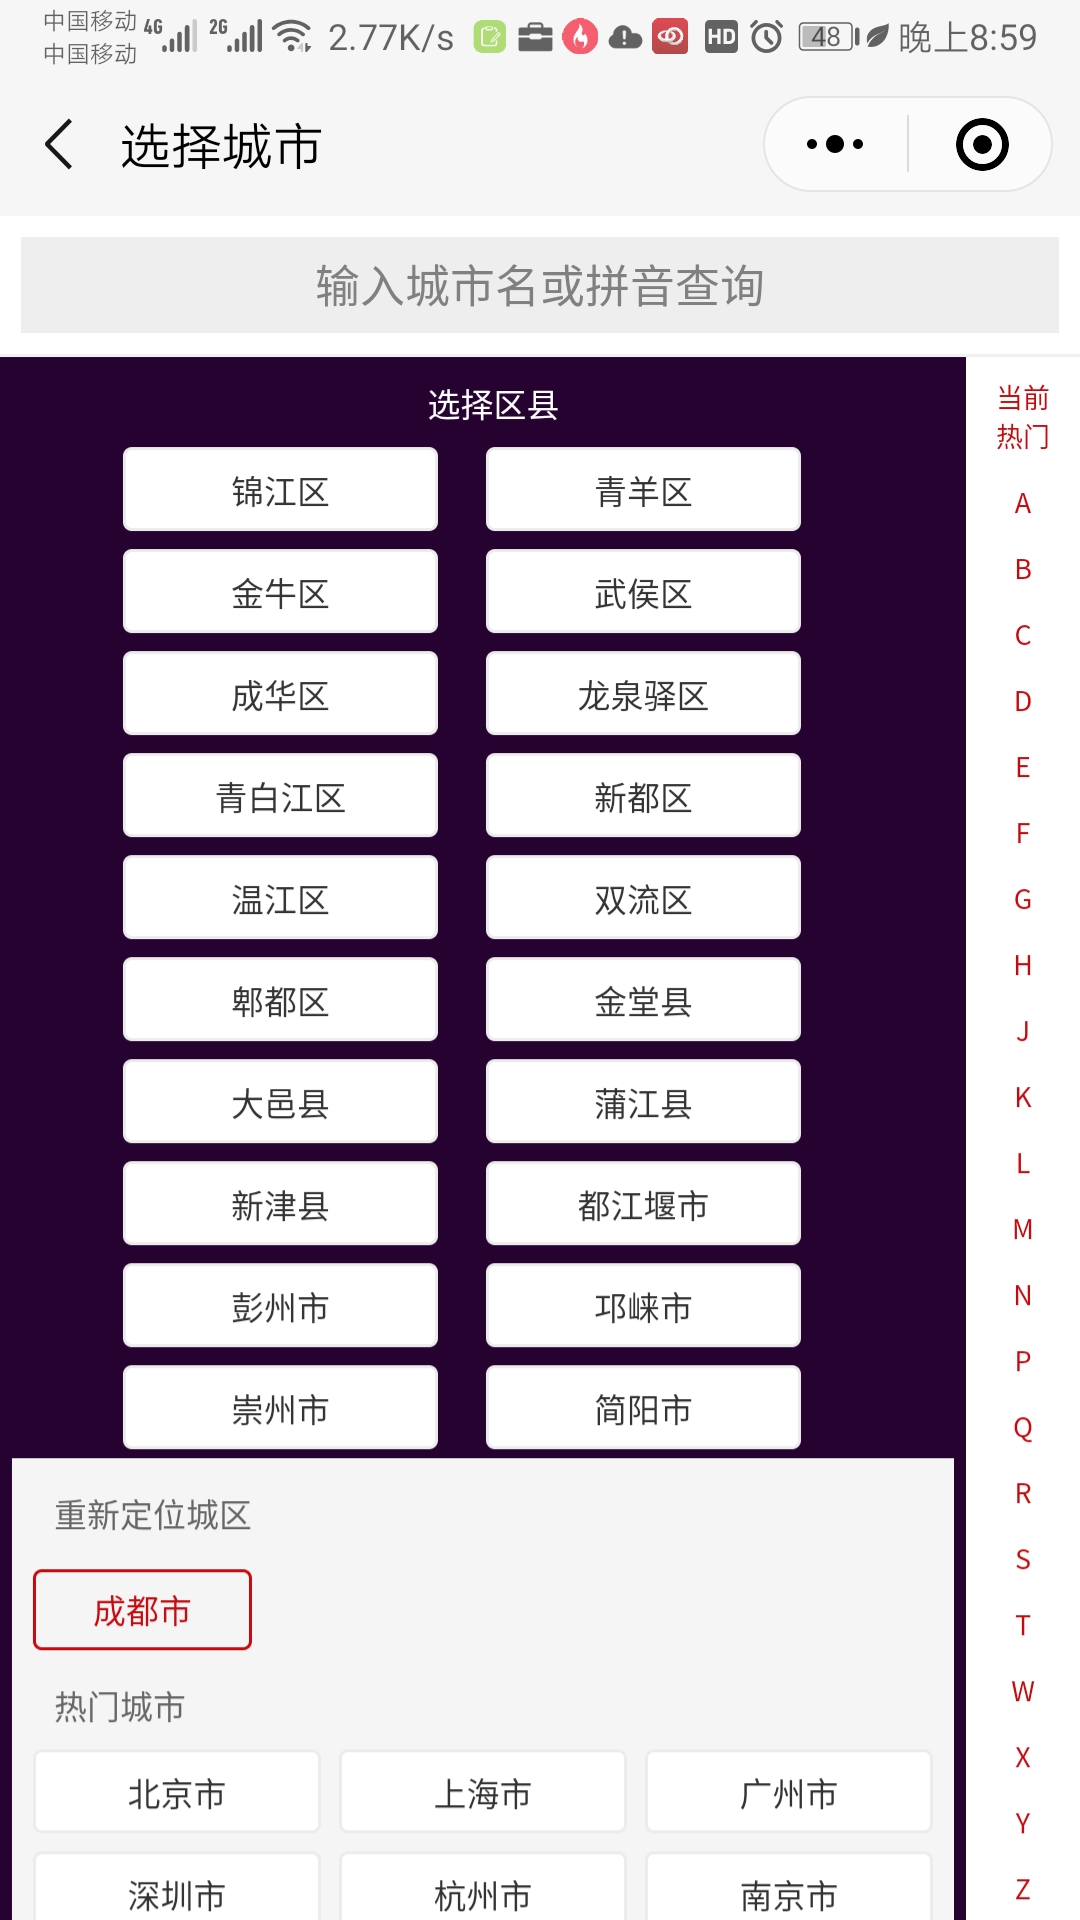 中国移动 4G 2G 2.77K/s HD 48 晚上8:59
中国移动
选择城市
输入城市名或拼音查询
选择区县
锦江区 青羊区
金牛区 武侯区
成华区 龙泉驿区
青白江区 新都区
温江区 双流区
郫都区 金堂县
大邑县 蒲江县
新津县 都江堰市
彭州市 邛崃市
崇州市 简阳市
重新定位城区
成都市
热门城市
北京市 上海市 广州市
深圳市 杭州市 南京市
当前
热门
A
B
C
D
E
F
G
H
J
K
L
M
N
P
Q
R
S
T
W
X
Y
Z